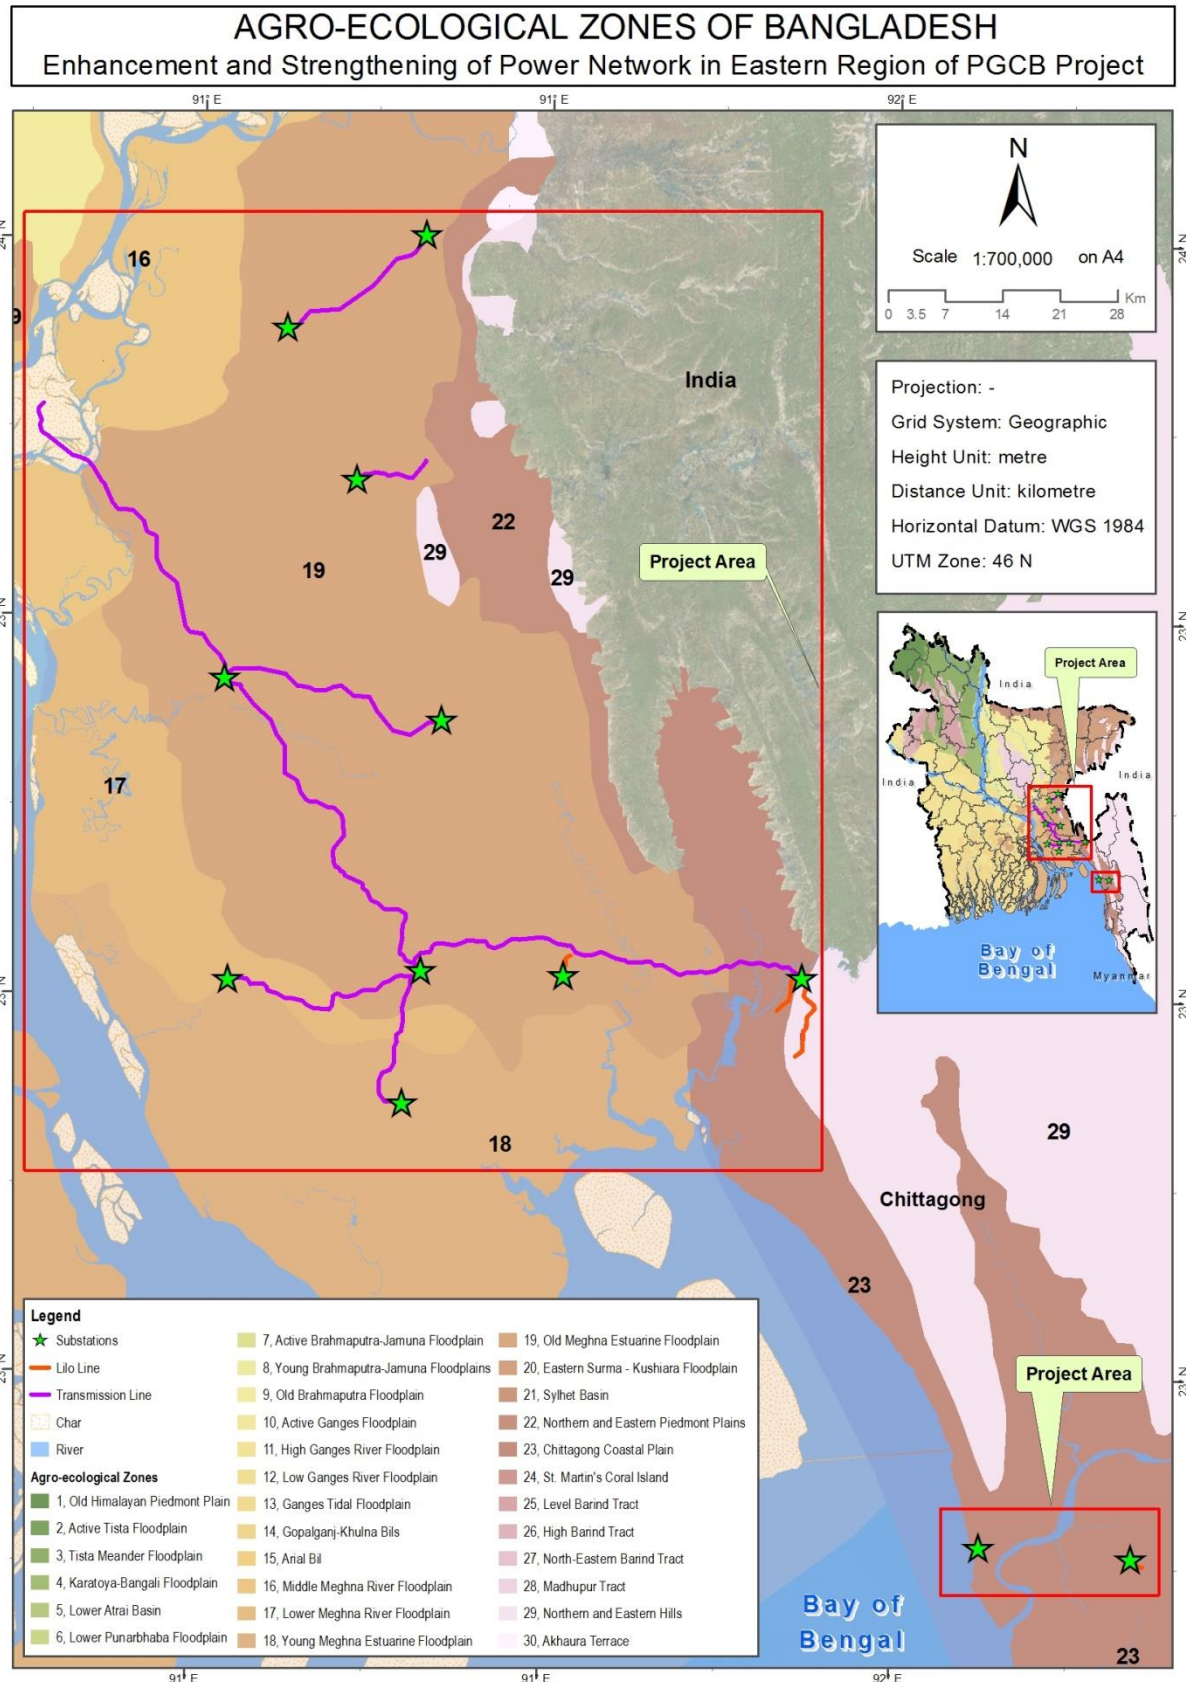 AGRO-ECOLOGICAL ZONES OF BANGLADESH
Enhancement and Strengthening of Power Network in Eastern Region of PGCB Project
91° E
91° E
92° E
N
Scale 1:700,000 on A4
Km
0 3.5 7 14 21 28
Projection: -
Grid System: Geographic
Height Unit: metre
Distance Unit: kilometre
Horizontal Datum: WGS 1984
UTM Zone: 46 N
16
9
India
22
29
29
19
Project Area
17
18
29
Chittagong
23
Project Area
India
India
India
Bay of
Bengal
Myanmar
Project Area
Bay of
Bengal
23
Legend
Substations
Lilo Line
Transmission Line
Char
River
Agro-ecological Zones
1, Old Himalayan Piedmont Plain
2, Active Tista Floodplain
3, Tista Meander Floodplain
4, Karatoya-Bangali Floodplain
5, Lower Atrai Basin
6, Lower Punarbhaba Floodplain
7, Active Brahmaputra-Jamuna Floodplain
8, Young Brahmaputra-Jamuna Floodplains
9, Old Brahmaputra Floodplain
10, Active Ganges Floodplain
11, High Ganges River Floodplain
12, Low Ganges River Floodplain
13, Ganges Tidal Floodplain
14, Gopalganj-Khulna Bils
15, Arial Bil
16, Middle Meghna River Floodplain
17, Lower Meghna River Floodplain
18, Young Meghna Estuarine Floodplain
19, Old Meghna Estuarine Floodplain
20, Eastern Surma - Kushiara Floodplain
21, Sylhet Basin
22, Northern and Eastern Piedmont Plains
23, Chittagong Coastal Plain
24, St. Martin's Coral Island
25, Level Barind Tract
26, High Barind Tract
27, North-Eastern Barind Tract
28, Madhupur Tract
29, Northern and Eastern Hills
30, Akhaura Terrace
91° E
91° E
92° E